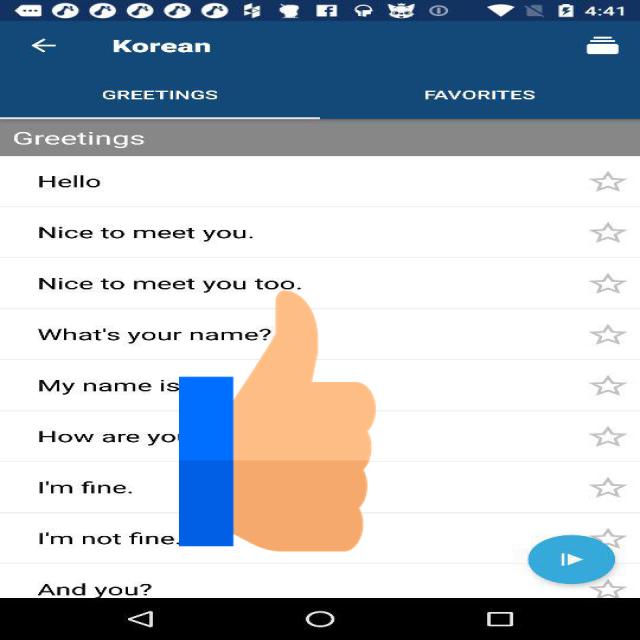 4:41
Korean
GREETINGS FAVORITES
Greetings
Hello
Nice to meet you.
Nice to meet you too.
What's your name?
My name is
How are
I'm fine.
I'm not fine.
And you?